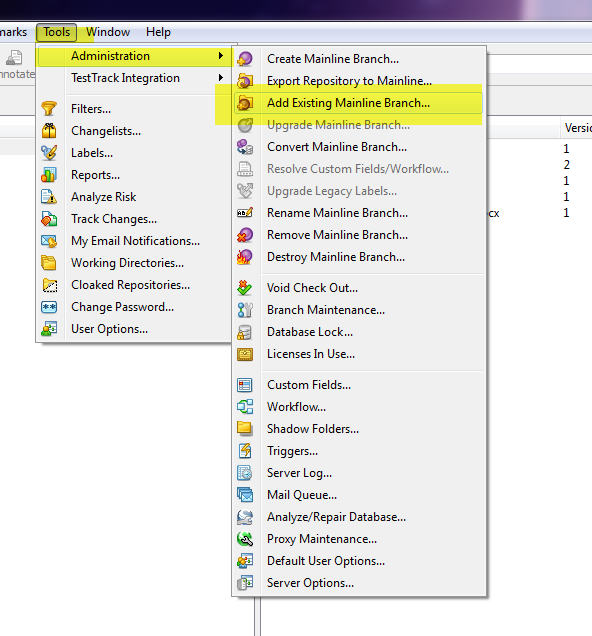 marks Tools Window Help
nnotate
Administration
TestTrack Integration
Filters...
Changelists...
Labels...
Reports...
Analyze Risk
Track Changes...
My Email Notifications...
Working Directories...
Cloaked Repositories...
Change Password...
User Options...
Create Mainline Branch...
Export Repository to Mainline...
Add Existing Mainline Branch...
Upgrade Mainline Branch...
Convert Mainline Branch...
Resolve Custom Fields/Workflow...
Upgrade Legacy Labels...
Rename Mainline Branch...
Remove Mainline Branch...
Destroy Mainline Branch...
Void Check Out...
Branch Maintenance...
Database Lock...
Licenses In Use...
Custom Fields...
Workflow...
Shadow Folders...
Triggers...
Server Log...
Mail Queue...
Analyze/Repair Database...
Proxy Maintenance...
Default User Options...
Server Options...
Versio
1
2
1
1
cx 1